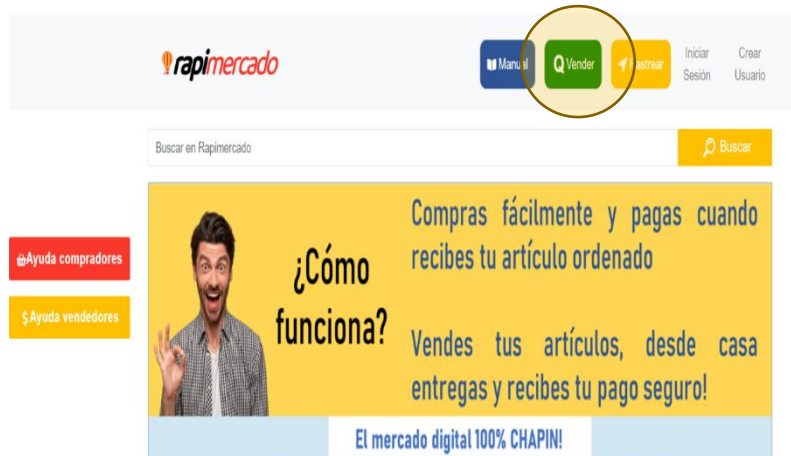 rapimercado
Manual
Q Vender
Rastrear
Iniciar Sesión
Crear Usuario
Buscar en Rapimercado
Buscar
Ayuda compradores
$Ayuda vendedores
¿Cómo
funciona?
Compras fácilmente y pagas cuando
recibes tu artículo ordenado
Vendes tus artículos, desde casa
entregas y recibes tu pago seguro!
El mercado digital 100% CHAPIN!